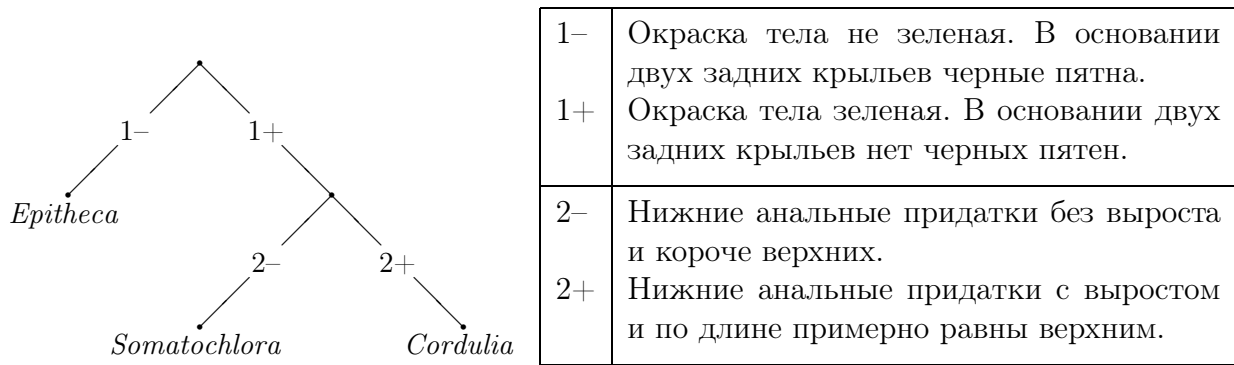 1– 1+
Epitheca
2– 2+
Somatochlora Cordulia
1– Окраска тела не зеленая. В основании
двух задних крыльев черные пятна.
1+ Окраска тела зеленая. В основании двух
задних крыльев нет черных пятен.
2– Нижние анальные придатки без выроста
и короче верхних.
2+ Нижние анальные придатки с выростом
и по длине примерно равны верхним.